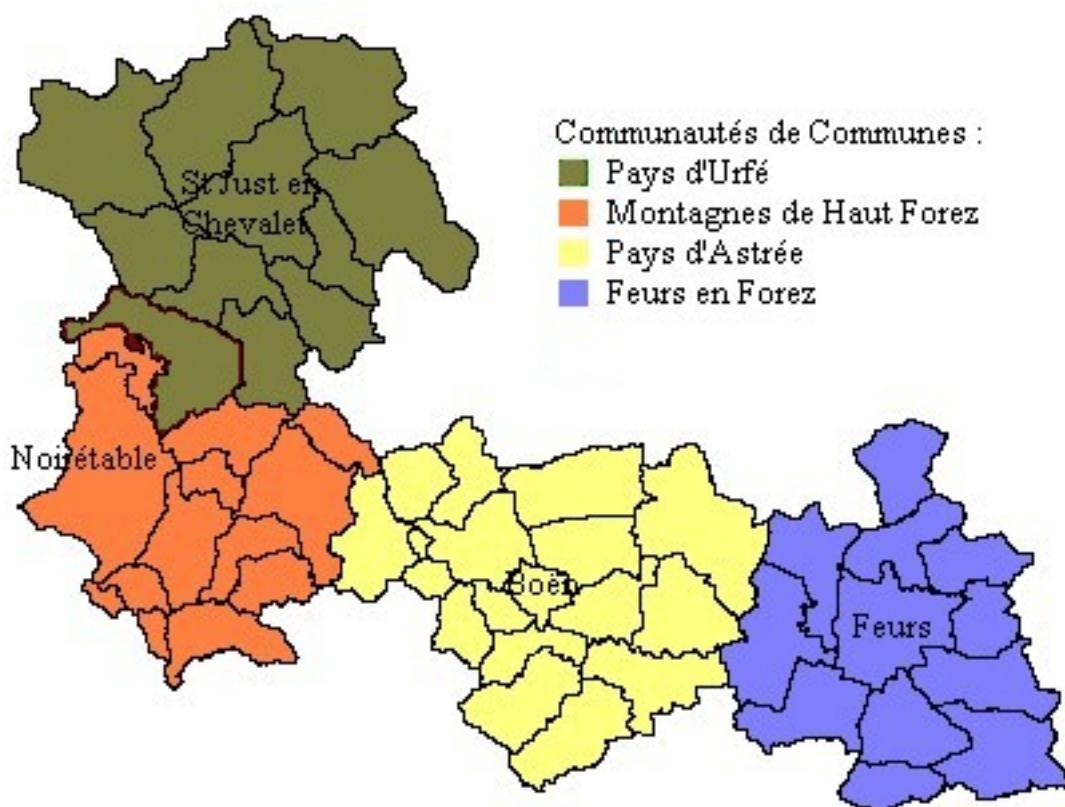 Communautés de Communes :
Pays d'Urfé
Montagnes de Haut Forez
Pays d'Astrée
Feurs en Forez
St Just en
Chevalet
Noirétable
Boën
Feurs